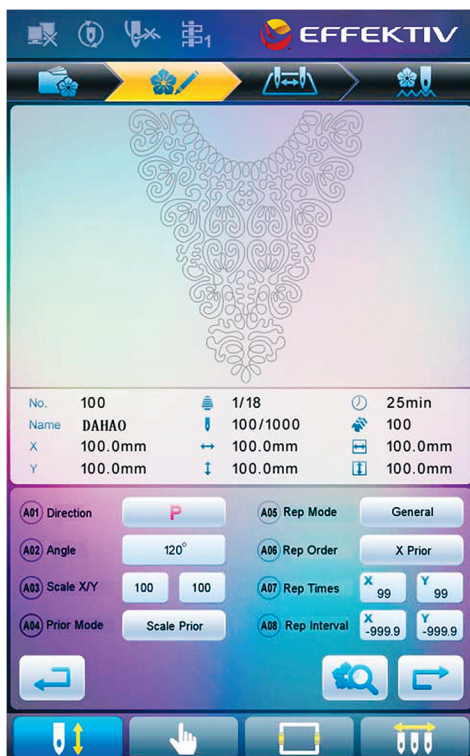 1
EFFEKTIV
No. 100 1/18 25min
Name DAHAO 100/1000 100
X 100.0mm 100.0mm 100.0mm
Y 100.0mm 100.0mm 100.0mm
A01 Direction P A05 Rep Mode General
A02 Angle 120° A06 Rep Order X Prior
A03 Scale X/Y 100 100 A07 Rep Times X 99 Y 99
A04 Prior Mode Scale Prior A08 Rep Interval X -999.9 Y -999.9